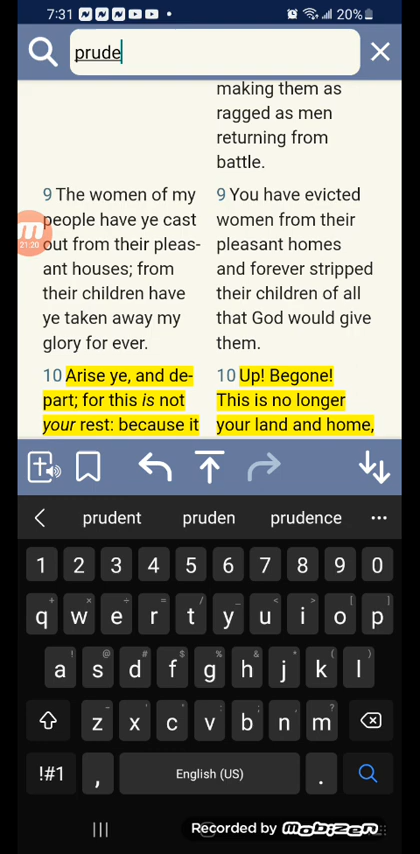 7:31 20%
prude
making them as
ragged as men
returning from
battle.
9 The women of my
people have ye cast
out from their pleas-
ant houses; from
their children have
ye taken away my
glory for ever.
9 You have evicted
women from their
pleasant homes
and forever stripped
their children of all
that God would give
them.
21:20
10 Arise ye, and de-
part; for this is not
your rest: because it
10 Up! Begone!
This is no longer
your land and home,
prudent pruden prudence
1 2 3 4 5 6 7 8 9 0
q w e r t y u i o p
a s d f g h j k l
z x c v b n m
!#1 , English (US) .
Recorded by mobizen